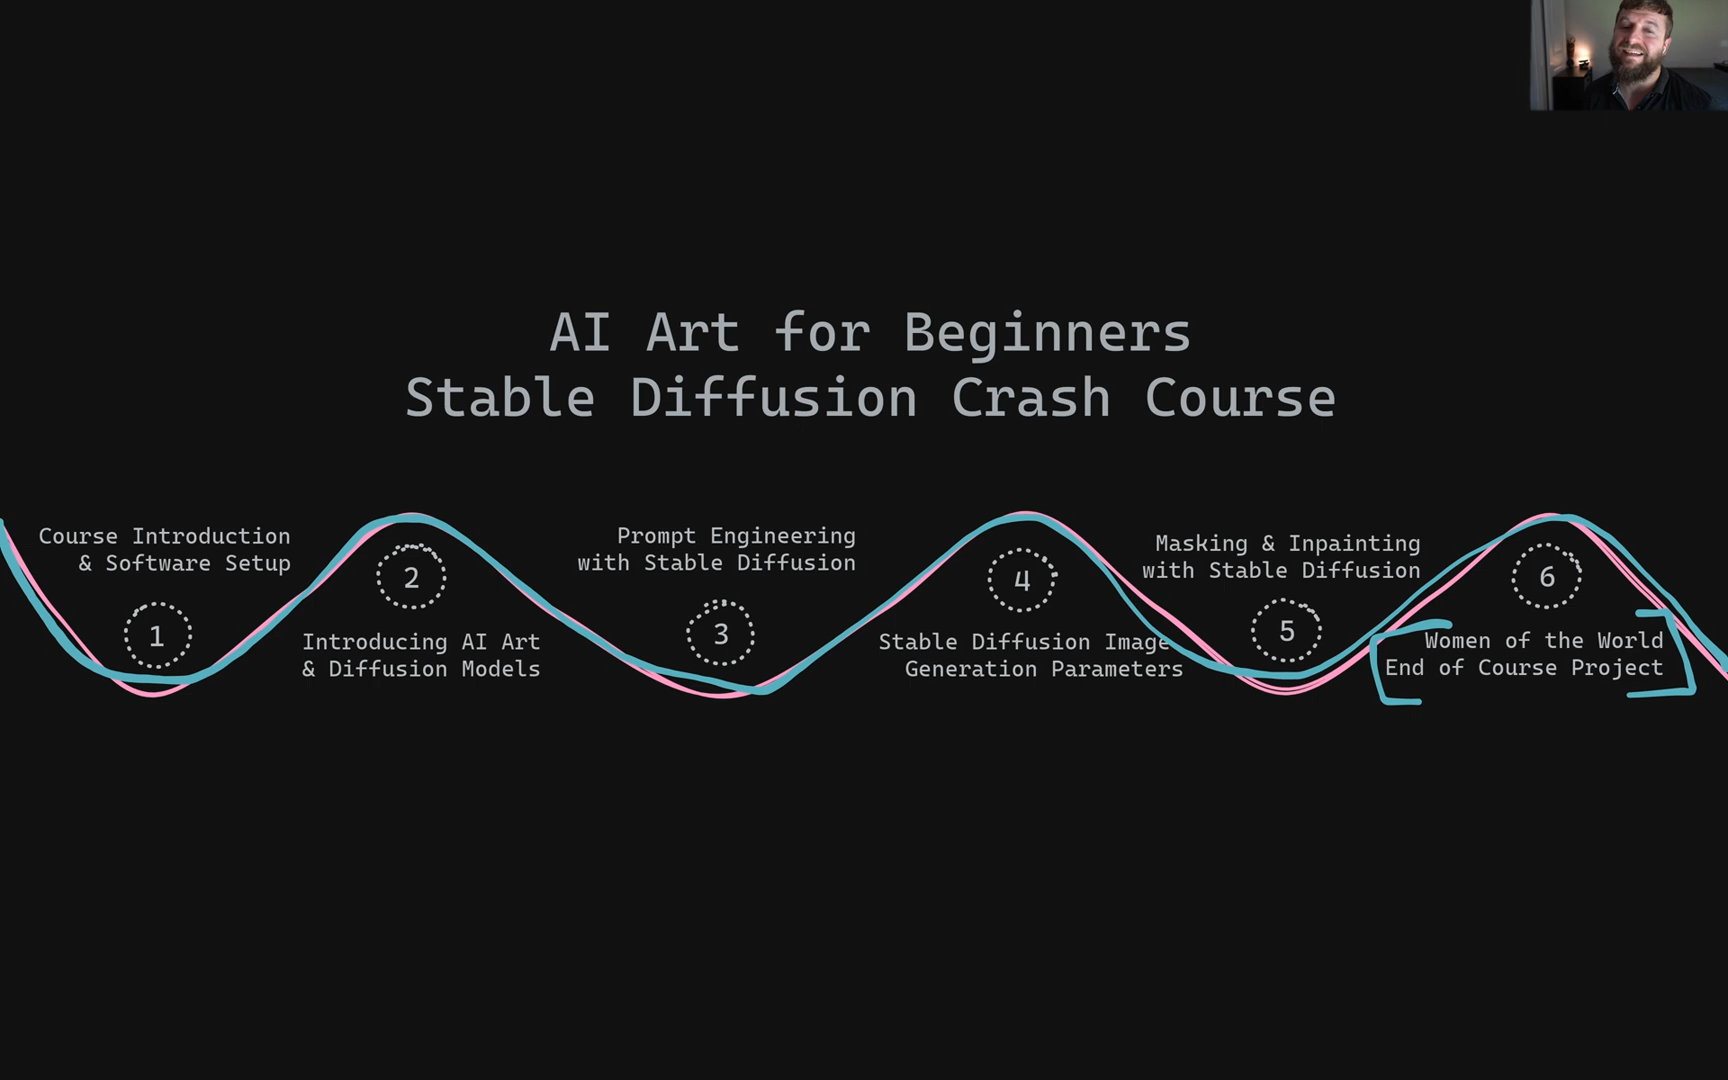 AI Art for Beginners
Stable Diffusion Crash Course
Course Introduction
& Software Setup
1
2
Introducing AI Art
& Diffusion Models
Prompt Engineering
with Stable Diffusion
3
4
Stable Diffusion Image
Generation Parameters
Masking & Inpainting
with Stable Diffusion
5
6
Women of the World
End of Course Project